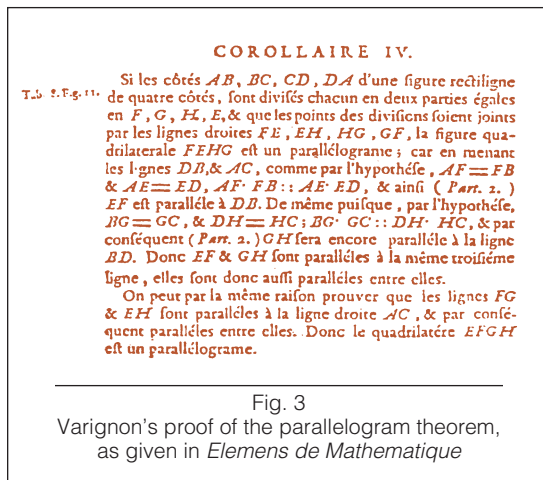 COROLLAIRE IV.
Si les côtés AB, BC, CD, DA d'une figure rectiligne
Tab. 8. Fig. 11. de quatre côtés, ſont diviſés chacun en deux parties égales
en F, G, H, E, & que les points des diviſions ſoient joints
par les lignes droites FE, EH, HG, GF, la figure qua-
drilaterale FEHG eſt un parallélograme; car en menant
les lignes DB, & AC, comme par l'hypothéſe, AF=FB
& AE=ED, AF· FB :: AE· ED, & ainſi (Part. 2.)
EF eſt paralléle à DB. De même puiſque, par l'hypothéſe,
BG=GC, & DH=HC; BG· GC :: DH· HC, & par
conſéquent (Part. 2.) GH ſera encore paralléle à la ligne
BD. Donc EF & GH ſont paralléles à la même troiſiéme
ligne, elles ſont donc auſſi paralléles entre elles.
On peut par la même raiſon prouver que les lignes FG
& EH ſont paralléles à la ligne droite AC, & par conſé-
quent paralléles entre elles. Donc le quadrilatére EFGH
eſt un parallélograme.
Fig. 3
Varignon's proof of the parallelogram theorem,
as given in Elemens de Mathematique